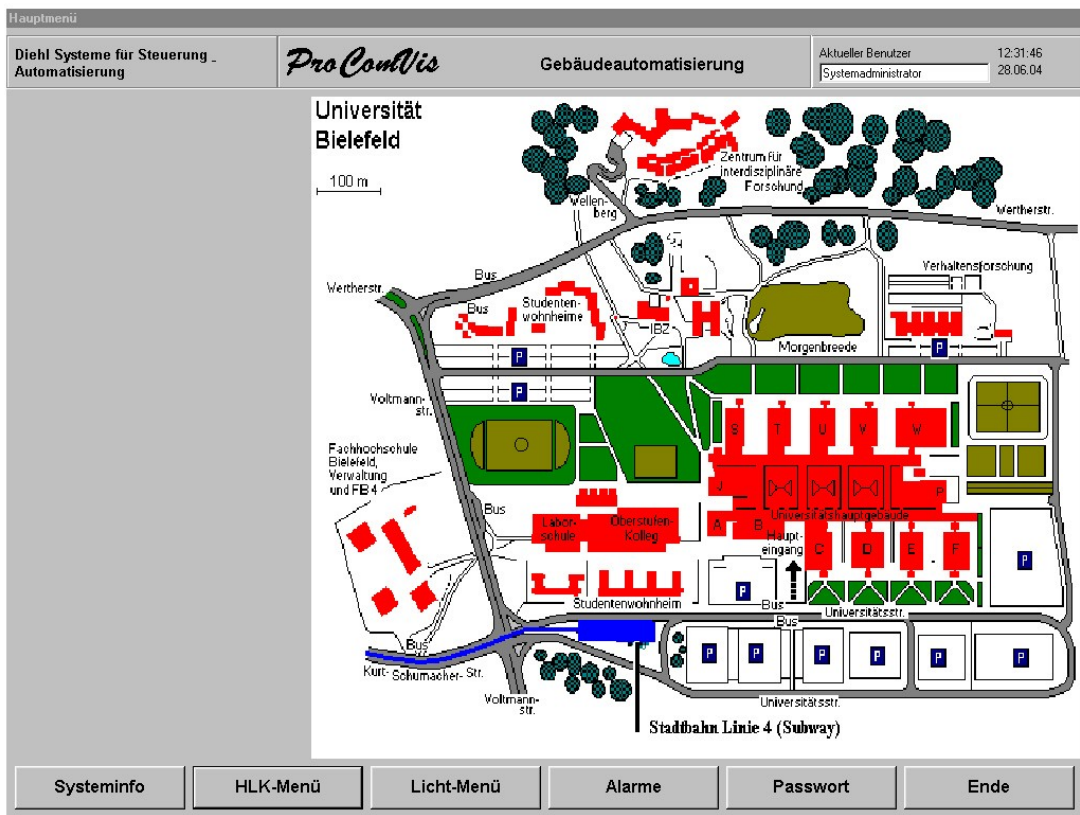 Hauptmenü
Diehl Systeme für Steuerung _
Automatisierung
ProComVis
Gebäudeautomatisierung
Aktueller Benutzer
12:31:46
Systemadministrator
28.06.04
Universität
Bielefeld
100 m
Zentrum für
interdisziplinäre
Forschung
Wellen-
berg
Wertherstr.
Bus
Verhaltensforschung
Wertherstr.
Bus
Studenten-
wohnheime
IBZ
Morgenbreede
P
P
P
Voltmann-
str.
S
T
U
V
W
Fachhochschule
Bielefeld,
Verwaltung
und FB 4
J
R
Bus
Labor-
schule
Oberstufen-
Kolleg
A
B
Universitätshauptgebäude
Haupt-
eingang
C
D
E
F
P
P
Studentenwohnheim
Bus
Universitätsstr.
Bus
Bus
P
P
P
P
P
P
Kurt- Schumacher- Str.
Voltmann-
str.
Universitätsstr.
Stadtbahn Linie 4 (Subway)
Systeminfo
HLK-Menü
Licht-Menü
Alarme
Passwort
Ende